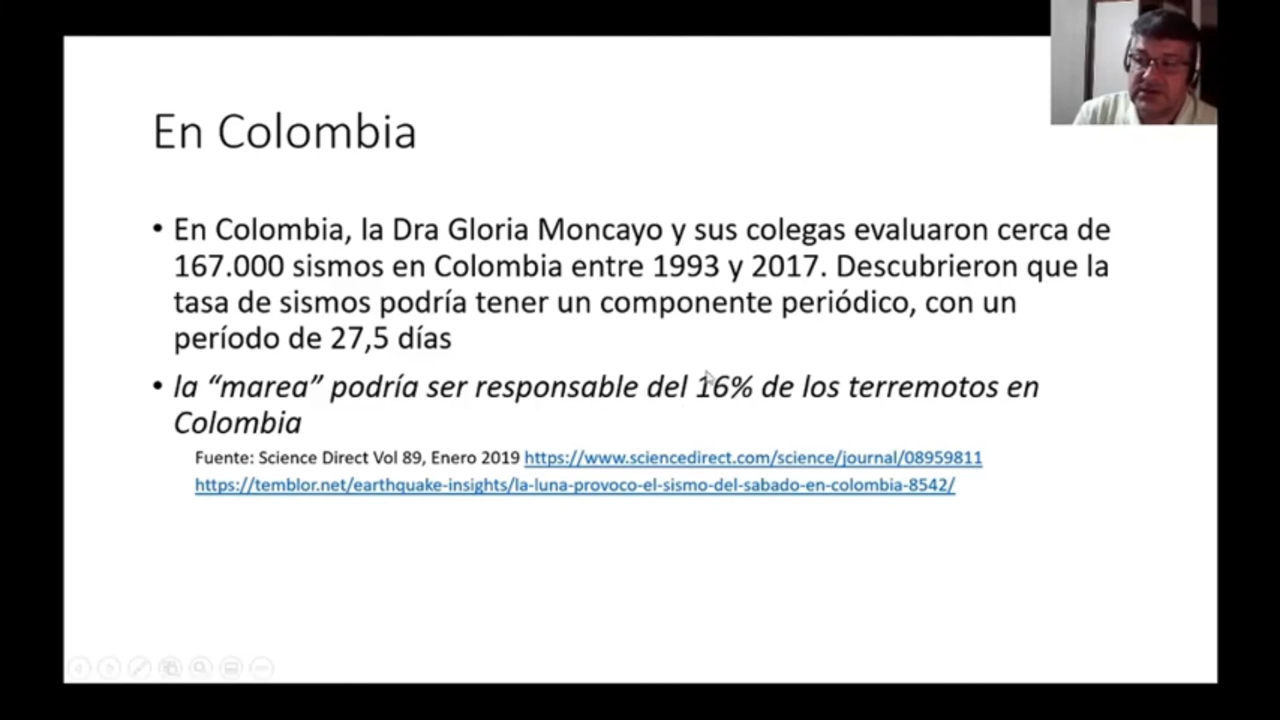 En Colombia
• En Colombia, la Dra Gloria Moncayo y sus colegas evaluaron cerca de
167.000 sismos en Colombia entre 1993 y 2017. Descubrieron que la
tasa de sismos podría tener un componente periódico, con un
período de 27,5 días
• la “marea” podría ser responsable del 16% de los terremotos en
Colombia
Fuente: Science Direct Vol 89, Enero 2019 https://www.sciencedirect.com/science/journal/08959811
https://temblor.net/earthquake-insights/la-luna-provoco-el-sismo-del-sabado-en-colombia-8542/